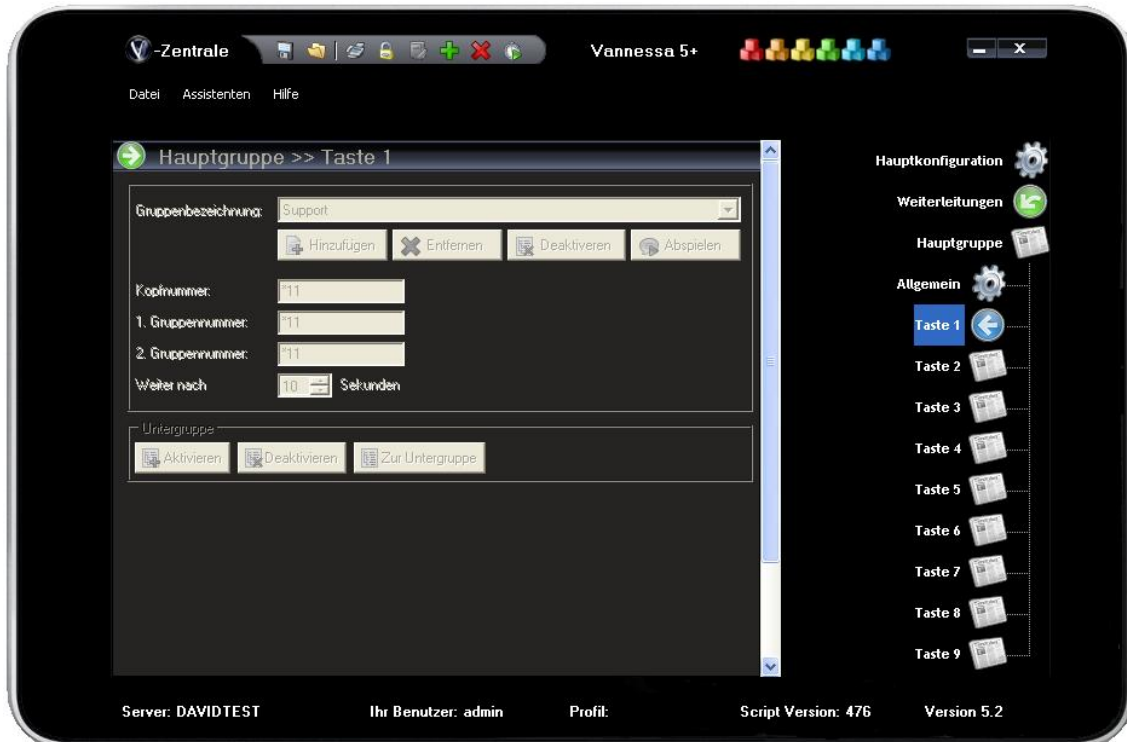 V -Zentrale
Vannessa 5+
X
Datei Assistenten Hilfe
Hauptgruppe >> Taste 1
Gruppenbezeichnung: Support
Hinzufügen Entfernen Deaktiveren Abspielen
Kopfnummer: *11
1. Gruppennummer: *11
2. Gruppennummer: *11
Weiter nach 10 Sekunden
Untergruppe
Aktivieren Deaktivieren Zur Untergruppe
Hauptkonfiguration
Weiterleitungen
Hauptgruppe
Allgemein
Taste 1
Taste 2
Taste 3
Taste 4
Taste 5
Taste 6
Taste 7
Taste 8
Taste 9
Server: DAVIDTEST Ihr Benutzer: admin Profil: Script Version: 476 Version 5.2